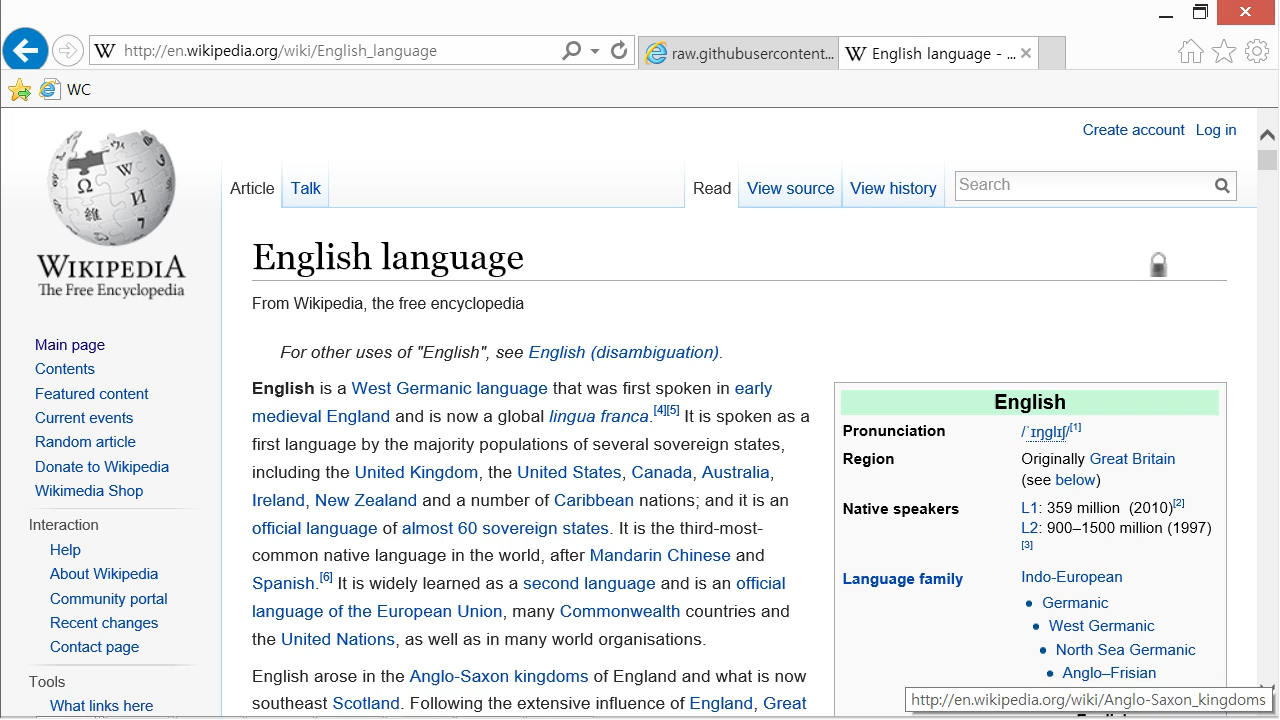 http://en.wikipedia.org/wiki/English_language
raw.githubusercontent...
English language - ...
WC
Create account Log in
Article Talk Read View source View history Search
WIKIPEDIA
The Free Encyclopedia
Main page
Contents
Featured content
Current events
Random article
Donate to Wikipedia
Wikimedia Shop
Interaction
Help
About Wikipedia
Community portal
Recent changes
Contact page
Tools
What links here
English language
From Wikipedia, the free encyclopedia
For other uses of "English", see English (disambiguation).
English is a West Germanic language that was first spoken in early
medieval England and is now a global lingua franca.[4][5] It is spoken as a
first language by the majority populations of several sovereign states,
including the United Kingdom, the United States, Canada, Australia,
Ireland, New Zealand and a number of Caribbean nations; and it is an
official language of almost 60 sovereign states. It is the third-most-
common native language in the world, after Mandarin Chinese and
Spanish.[6] It is widely learned as a second language and is an official
language of the European Union, many Commonwealth countries and
the United Nations, as well as in many world organisations.
English arose in the Anglo-Saxon kingdoms of England and what is now
southeast Scotland. Following the extensive influence of England, Great
English
Pronunciation /ˈɪŋɡlɪʃ/[1]
Region Originally Great Britain
(see below)
Native speakers L1: 359 million (2010)[2]
L2: 900–1500 million (1997)
[3]
Language family Indo-European
Germanic
West Germanic
North Sea Germanic
Anglo–Frisian
http://en.wikipedia.org/wiki/Anglo-Saxon_kingdoms